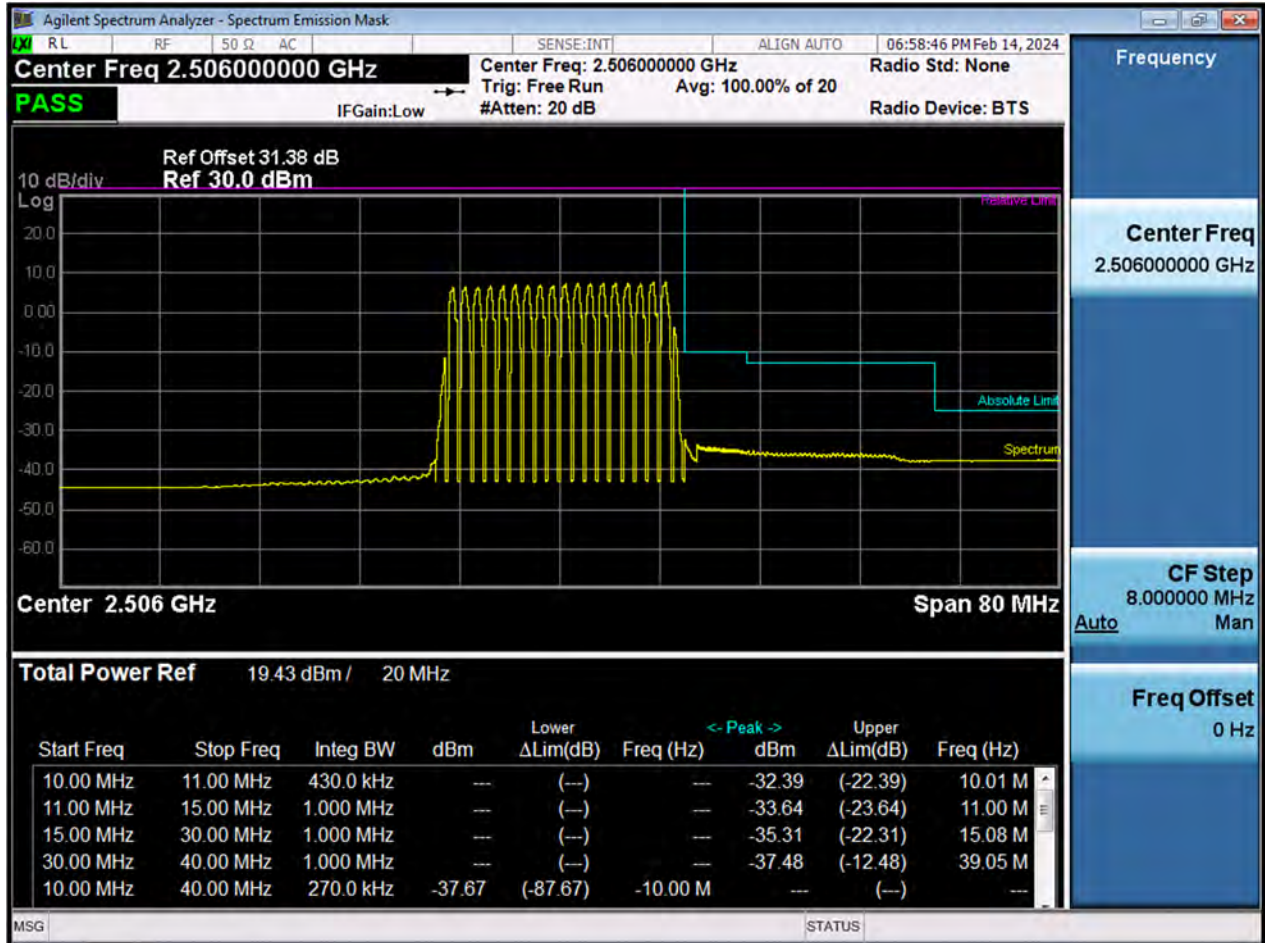 Agilent Spectrum Analyzer - Spectrum Emission Mask
LXI RL RF 50 Ω AC SENSE:INT ALIGN AUTO 06:58:46 PM Feb 14, 2024
Center Freq 2.506000000 GHz
Center Freq: 2.506000000 GHz Radio Std: None
Trig: Free Run Avg: 100.00% of 20
PASS IFGain:Low #Atten: 20 dB Radio Device: BTS
Ref Offset 31.38 dB
10 dB/div Ref 30.0 dBm
Log
Relative Limit
20.0
10.0
0.00
-10.0
-20.0
Absolute Limit
-30.0
Spectrum
-40.0
-50.0
-60.0
Center 2.506 GHz Span 80 MHz
Total Power Ref 19.43 dBm / 20 MHz
Lower <- Peak -> Upper
Start Freq Stop Freq Integ BW dBm ΔLim(dB) Freq (Hz) dBm ΔLim(dB) Freq (Hz)
10.00 MHz 11.00 MHz 430.0 kHz --- (---) --- -32.39 (-22.39) 10.01 M
11.00 MHz 15.00 MHz 1.000 MHz --- (---) --- -33.64 (-23.64) 11.00 M
15.00 MHz 30.00 MHz 1.000 MHz --- (---) --- -35.31 (-22.31) 15.08 M
30.00 MHz 40.00 MHz 1.000 MHz --- (---) --- -37.48 (-12.48) 39.05 M
10.00 MHz 40.00 MHz 270.0 kHz -37.67 (-87.67) -10.00 M --- (---) ---
MSG STATUS
Frequency
Center Freq
2.506000000 GHz
CF Step
8.000000 MHz
Auto Man
Freq Offset
0 Hz